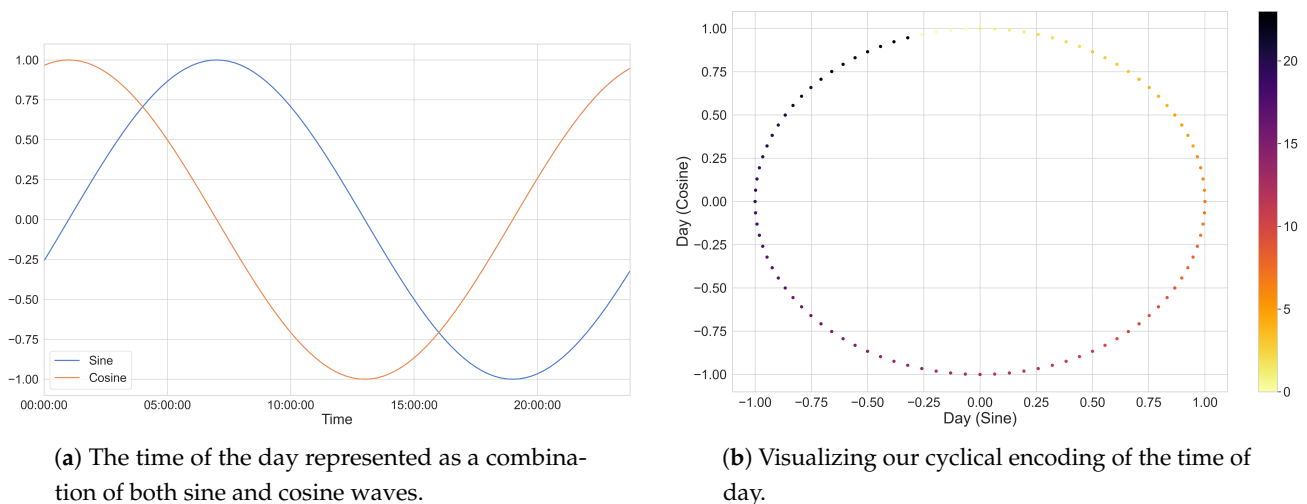 1.00
0.75
0.50
0.25
0.00
−0.25
−0.50
−0.75
−1.00
Sine
Cosine
00:00:00 05:00:00 10:00:00 15:00:00 20:00:00
Time
(a) The time of the day represented as a combina-
tion of both sine and cosine waves.
Day (Cosine)
1.00
0.75
0.50
0.25
0.00
−0.25
−0.50
−0.75
−1.00
−1.00 −0.75 −0.50 −0.25 0.00 0.25 0.50 0.75 1.00
Day (Sine)
20
15
10
5
0
(b) Visualizing our cyclical encoding of the time of
day.